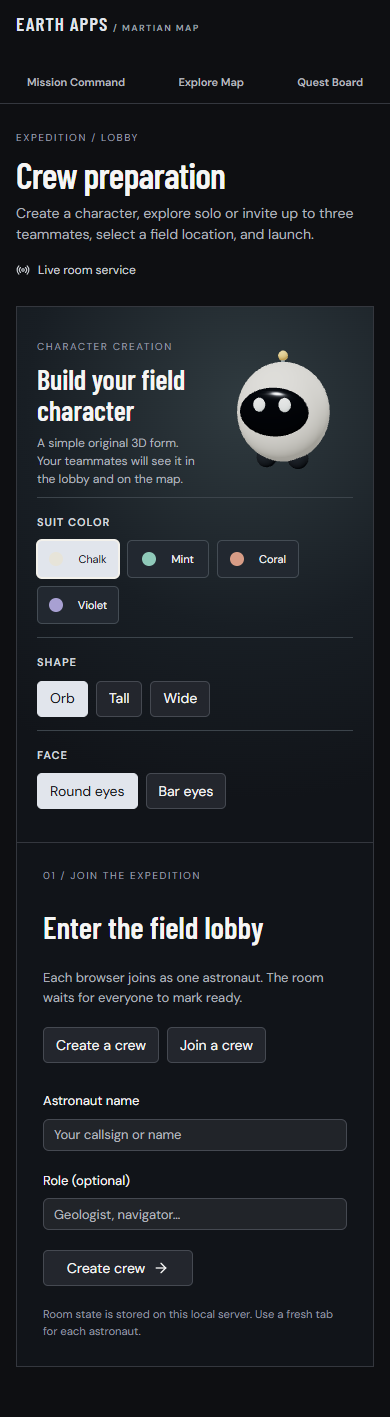 EARTH APPS / MARTIAN MAP
Mission Command Explore Map Quest Board
EXPEDITION / LOBBY
Crew preparation
Create a character, explore solo or invite up to three
teammates, select a field location, and launch.
Live room service
CHARACTER CREATION
Build your field
character
A simple original 3D form.
Your teammates will see it in
the lobby and on the map.
SUIT COLOR
Chalk Mint Coral
Violet
SHAPE
Orb Tall Wide
FACE
Round eyes Bar eyes
01 / JOIN THE EXPEDITION
Enter the field lobby
Each browser joins as one astronaut. The room
waits for everyone to mark ready.
Create a crew Join a crew
Astronaut name
Your callsign or name
Role (optional)
Geologist, navigator...
Create crew →
Room state is stored on this local server. Use a fresh tab
for each astronaut.